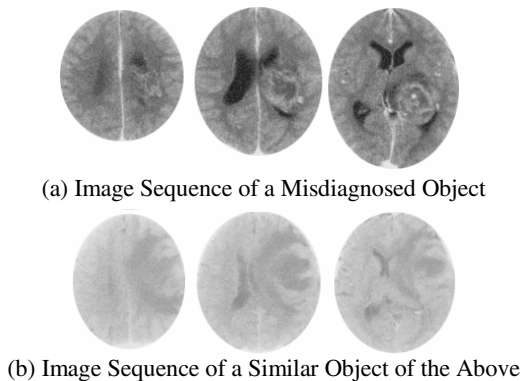 (a) Image Sequence of a Misdiagnosed Object
(b) Image Sequence of a Similar Object of the Above